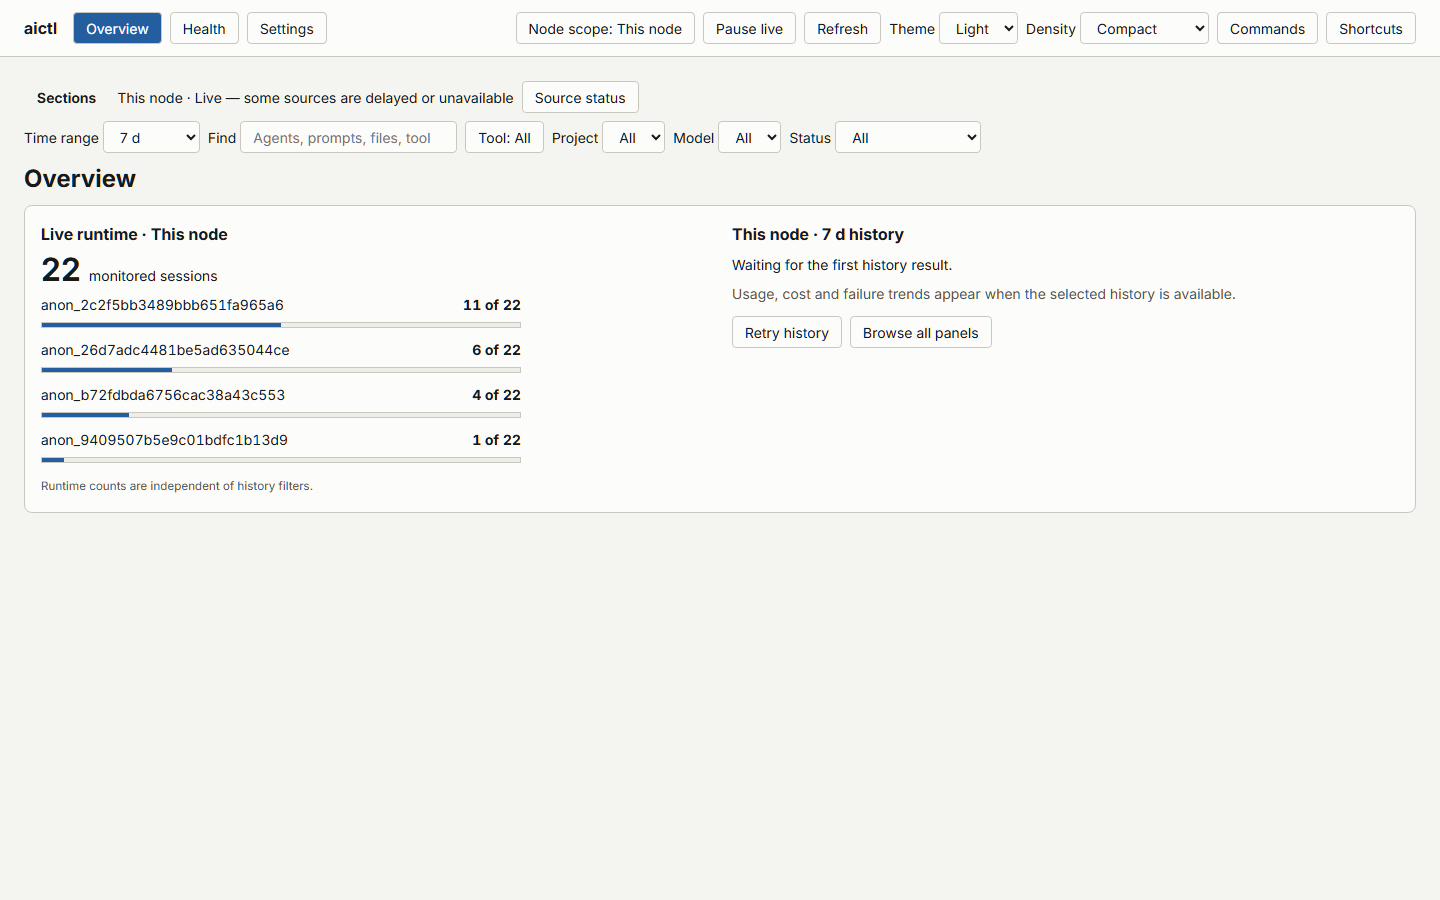 aictl Overview Health Settings Node scope: This node Pause live Refresh Theme Light Density Compact Commands Shortcuts
Sections This node · Live — some sources are delayed or unavailable Source status
Time range 7 d Find Agents, prompts, files, tool Tool: All Project All Model All Status All
Overview
Live runtime · This node
22 monitored sessions
anon_2c2f5bb3489bbb651fa965a6 11 of 22
anon_26d7adc4481be5ad635044ce 6 of 22
anon_b72fdbda6756cac38a43c553 4 of 22
anon_9409507b5e9c01bdfc1b13d9 1 of 22
Runtime counts are independent of history filters.
This node · 7 d history
Waiting for the first history result.
Usage, cost and failure trends appear when the selected history is available.
Retry history Browse all panels